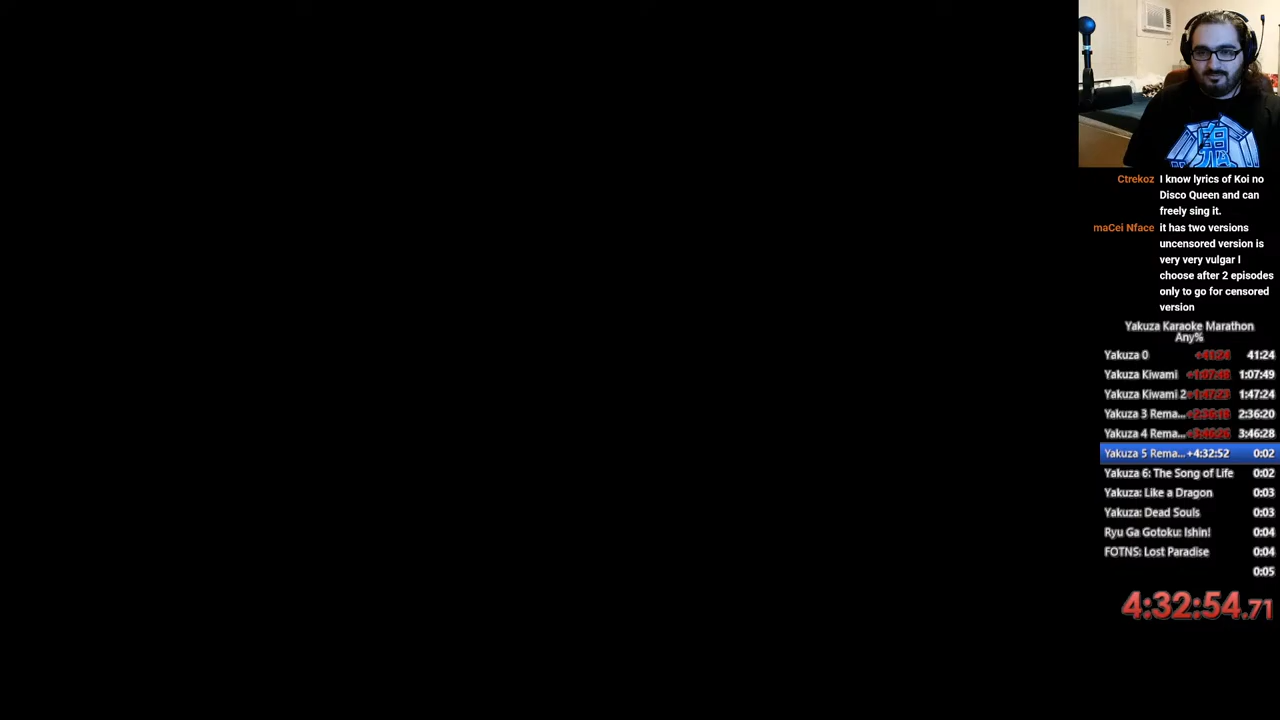 Ctrekoz I know lyrics of Koi no
Disco Queen and can
freely sing it.
maCei Nface it has two versions
uncensored version is
very very vulgar I
choose after 2 episodes
only to go for censored
version
Yakuza Karaoke Marathon
Any%
Yakuza 0 +41:24 41:24
Yakuza Kiwami 1:07:49
Yakuza Kiwami 2 +1:47:23 1:47:24
Yakuza 3 Rema... 2:36:20
Yakuza 4 Rema... 3:46:28
Yakuza 5 Rema... +4:32:52 0:02
Yakuza 6: The Song of Life 0:02
Yakuza: Like a Dragon 0:03
Yakuza: Dead Souls 0:03
Ryu Ga Gotoku: Ishin! 0:04
FOTNS: Lost Paradise 0:04
0:05
4:32:54.71